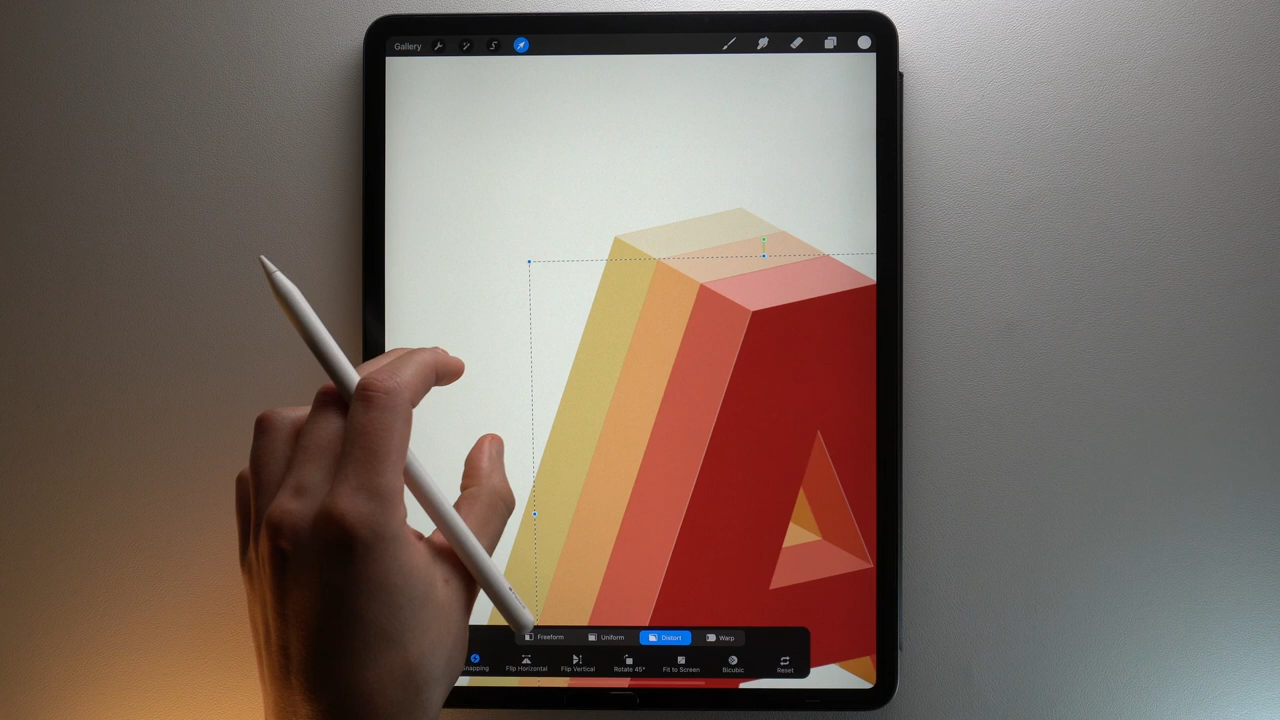 Gallery
Freeform Uniform Distort Warp
Snapping Flip Horizontal Flip Vertical Rotate 45° Fit to Screen Bicubic Reset